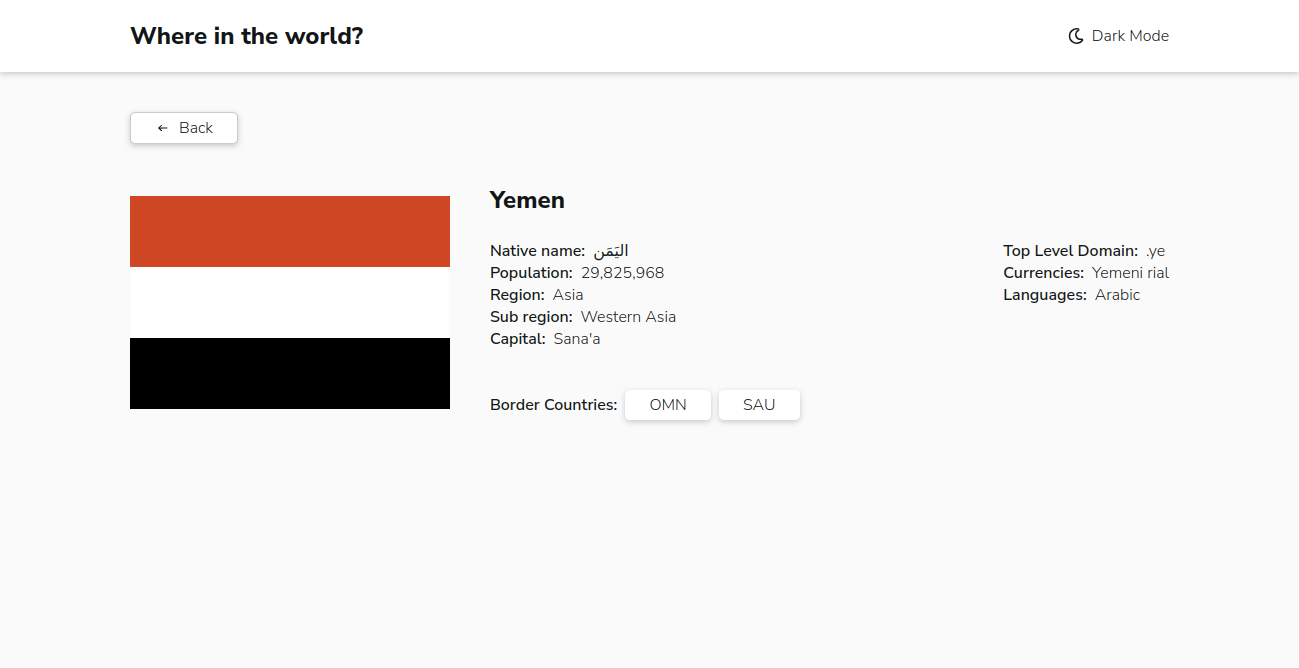 Where in the world?
Dark Mode
Back
Yemen
Native name: اليَمَن
Population: 29,825,968
Region: Asia
Sub region: Western Asia
Capital: Sana'a
Top Level Domain: .ye
Currencies: Yemeni rial
Languages: Arabic
Border Countries: OMN SAU